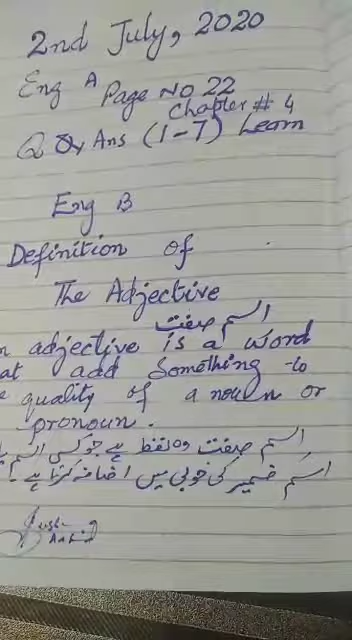 2nd July, 2020
Eng A Page No 22
Chapter # 4
Q & Ans (1-7) Learn
Eng B
Definition of
The Adjective
اسم صفت
n adjective is a word
at add something to
e quality of a noun or
pronoun.
اسم صفت وہ لفظ ہے جو کسی اسم یا
اسم ضمیر کی خوبی میں اضافہ کرتا ہے۔